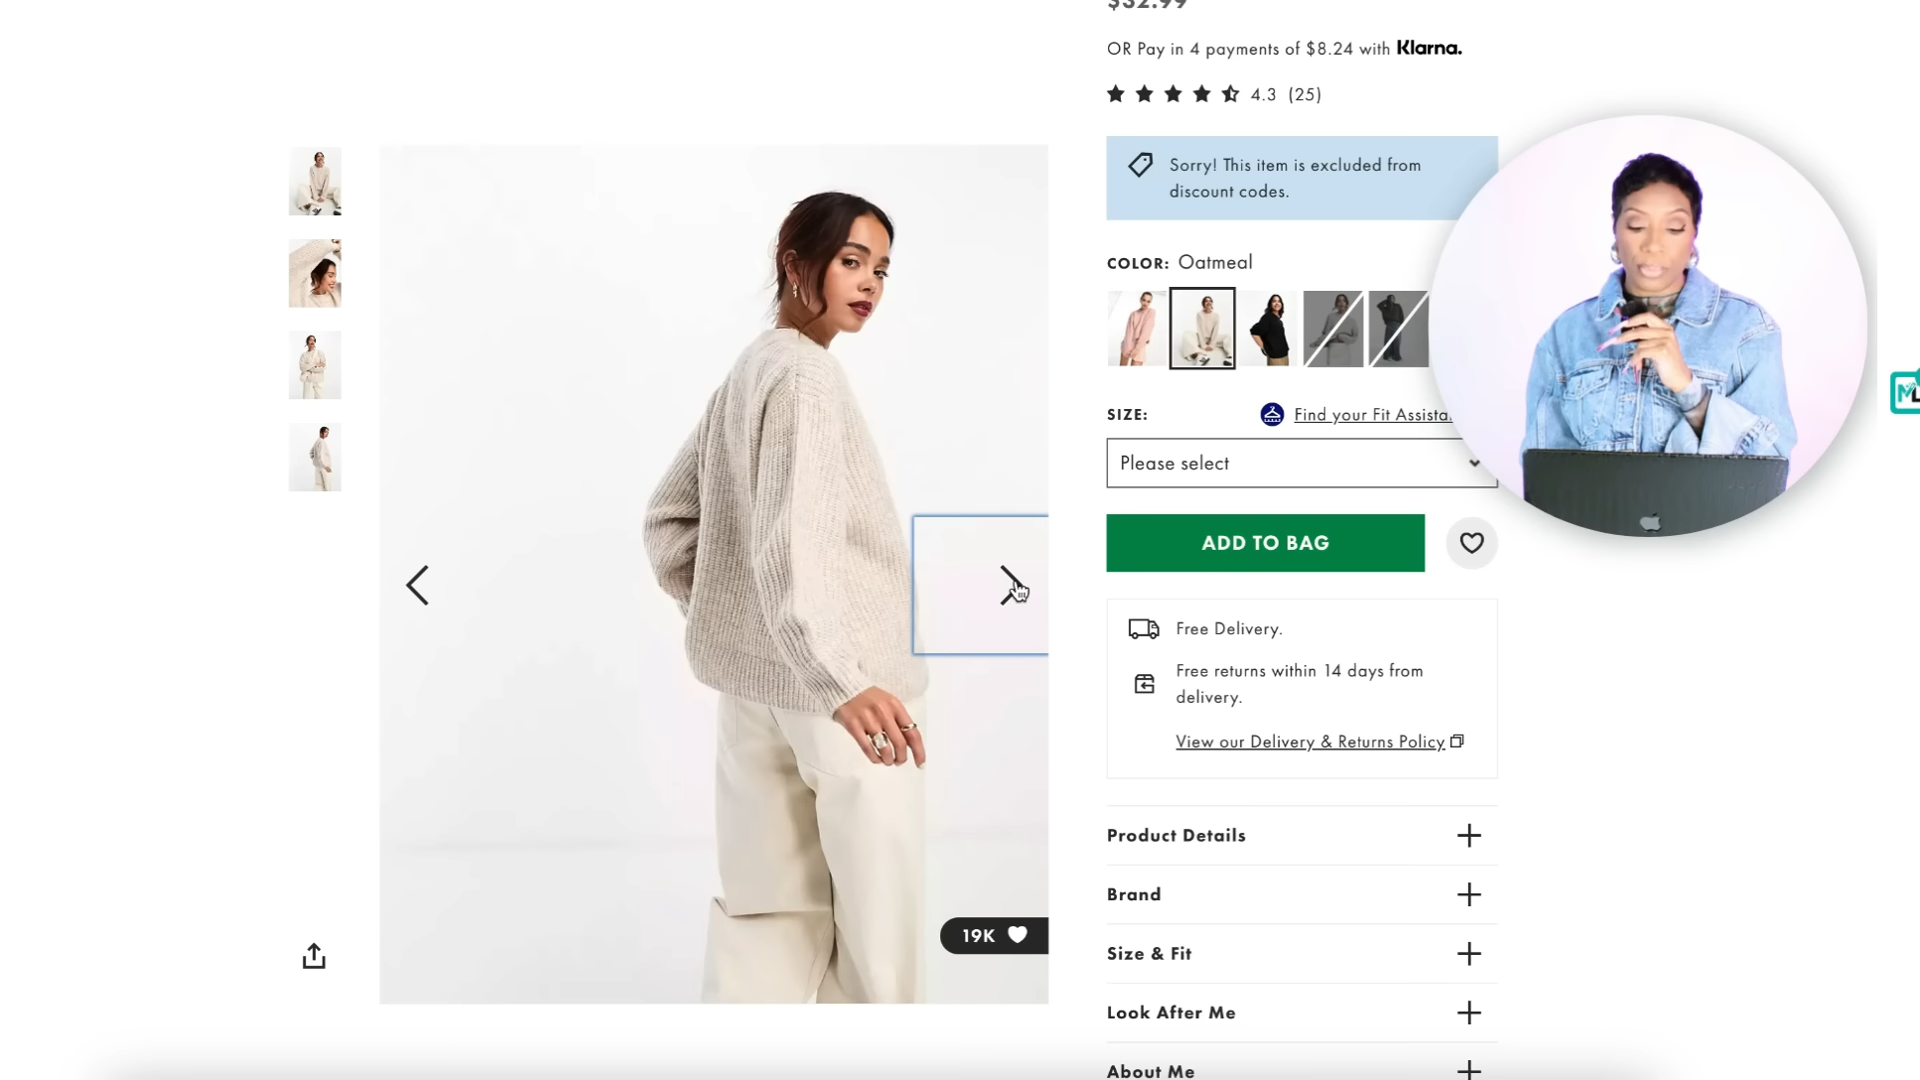 $32.99
OR Pay in 4 payments of $8.24 with Klarna.
4.3 (25)
Sorry! This item is excluded from
discount codes.
COLOR: Oatmeal
SIZE:
Find your Fit Assista
Please select
ADD TO BAG
Free Delivery.
Free returns within 14 days from
delivery.
View our Delivery & Returns Policy
19K
Product Details
Brand
Size & Fit
Look After Me
About Me